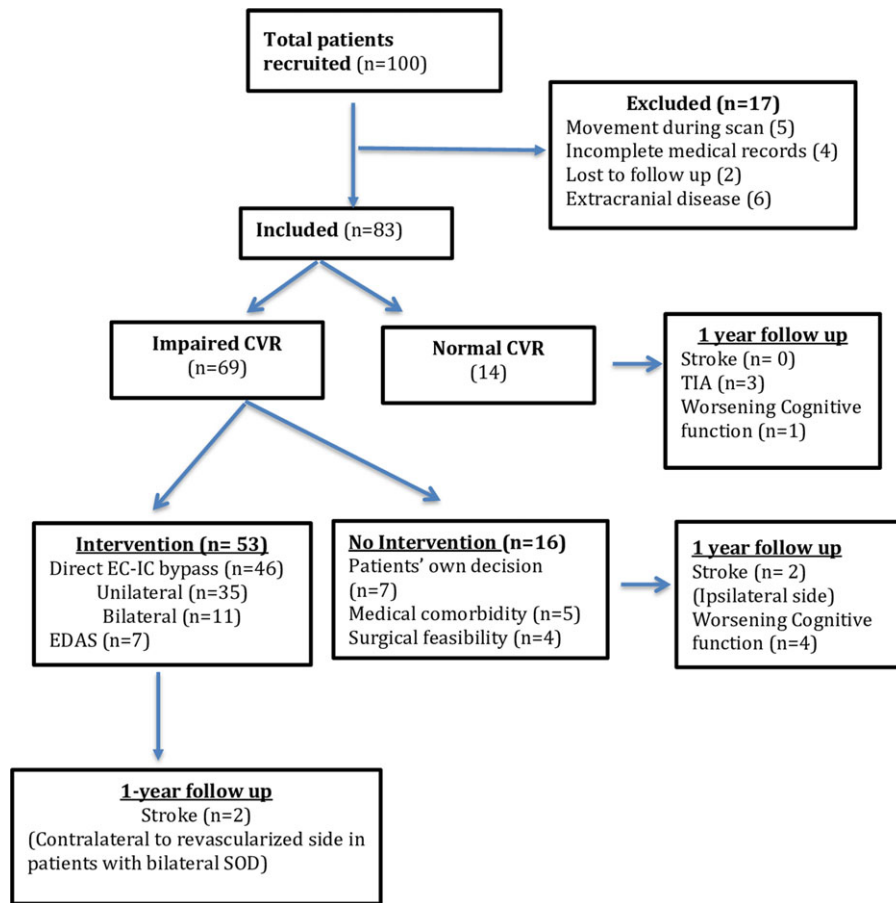 Total patients
recruited (n=100)
Excluded (n=17)
Movement during scan (5)
Incomplete medical records (4)
Lost to follow up (2)
Extracranial disease (6)
Included (n=83)
Impaired CVR
(n=69)
Normal CVR
(14)
1 year follow up
Stroke (n= 0)
TIA (n=3)
Worsening Cognitive
function (n=1)
Intervention (n= 53)
Direct EC-IC bypass (n=46)
Unilateral (n=35)
Bilateral (n=11)
EDAS (n=7)
No Intervention (n=16)
Patients’ own decision
(n=7)
Medical comorbidity (n=5)
Surgical feasibility (n=4)
1 year follow up
Stroke (n= 2)
(Ipsilateral side)
Worsening Cognitive
function (n=4)
1-year follow up
Stroke (n=2)
(Contralateral to revascularized side in
patients with bilateral SOD)